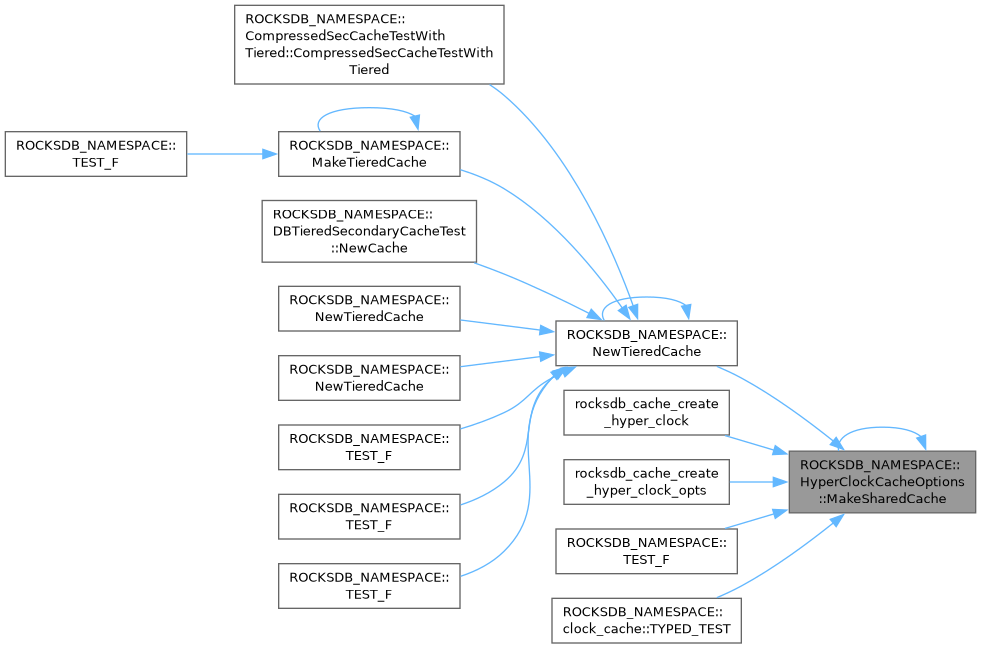 ROCKSDB_NAMESPACE::
CompressedSecCacheTestWith
Tiered::CompressedSecCacheTestWith
Tiered
ROCKSDB_NAMESPACE::
TEST_F
ROCKSDB_NAMESPACE::
MakeTieredCache
ROCKSDB_NAMESPACE::
DBTieredSecondaryCacheTest
::NewCache
ROCKSDB_NAMESPACE::
NewTieredCache
ROCKSDB_NAMESPACE::
NewTieredCache
ROCKSDB_NAMESPACE::
TEST_F
ROCKSDB_NAMESPACE::
TEST_F
ROCKSDB_NAMESPACE::
TEST_F
ROCKSDB_NAMESPACE::
NewTieredCache
rocksdb_cache_create
_hyper_clock
rocksdb_cache_create
_hyper_clock_opts
ROCKSDB_NAMESPACE::
TEST_F
ROCKSDB_NAMESPACE::
clock_cache::TYPED_TEST
ROCKSDB_NAMESPACE::
HyperClockCacheOptions
::MakeSharedCache